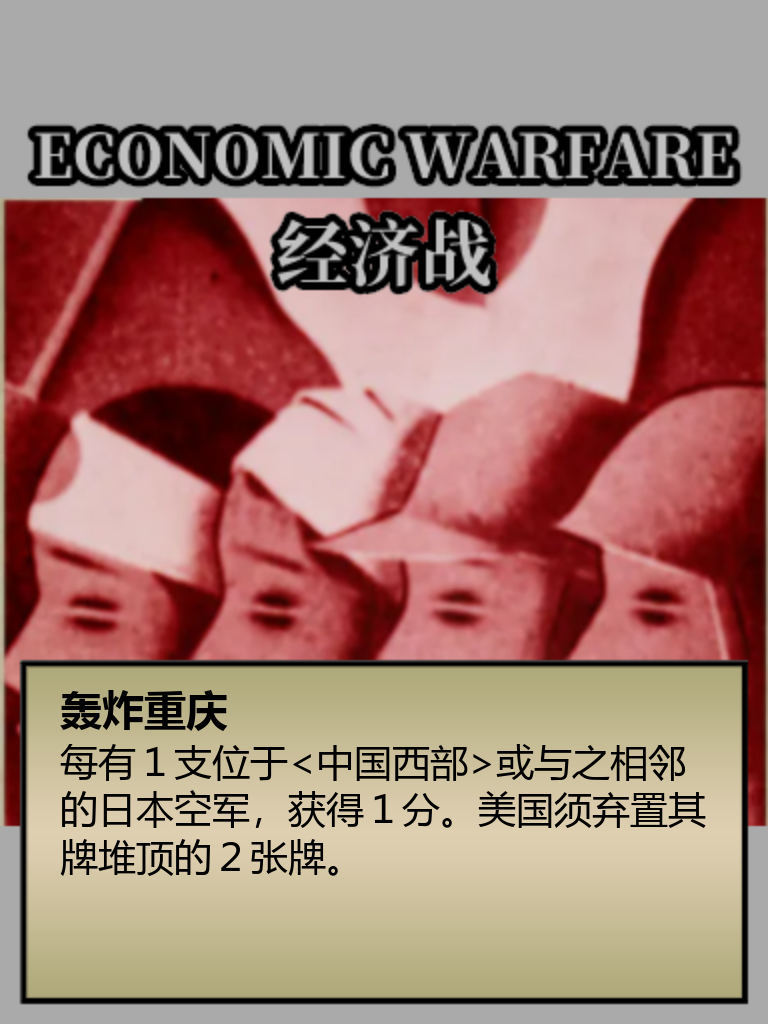 ECONOMIC WARFARE
经济战
轰炸重庆
每有1支位于<中国西部>或与之相邻
的日本空军，获得1分。美国须弃置其
牌堆顶的2张牌。